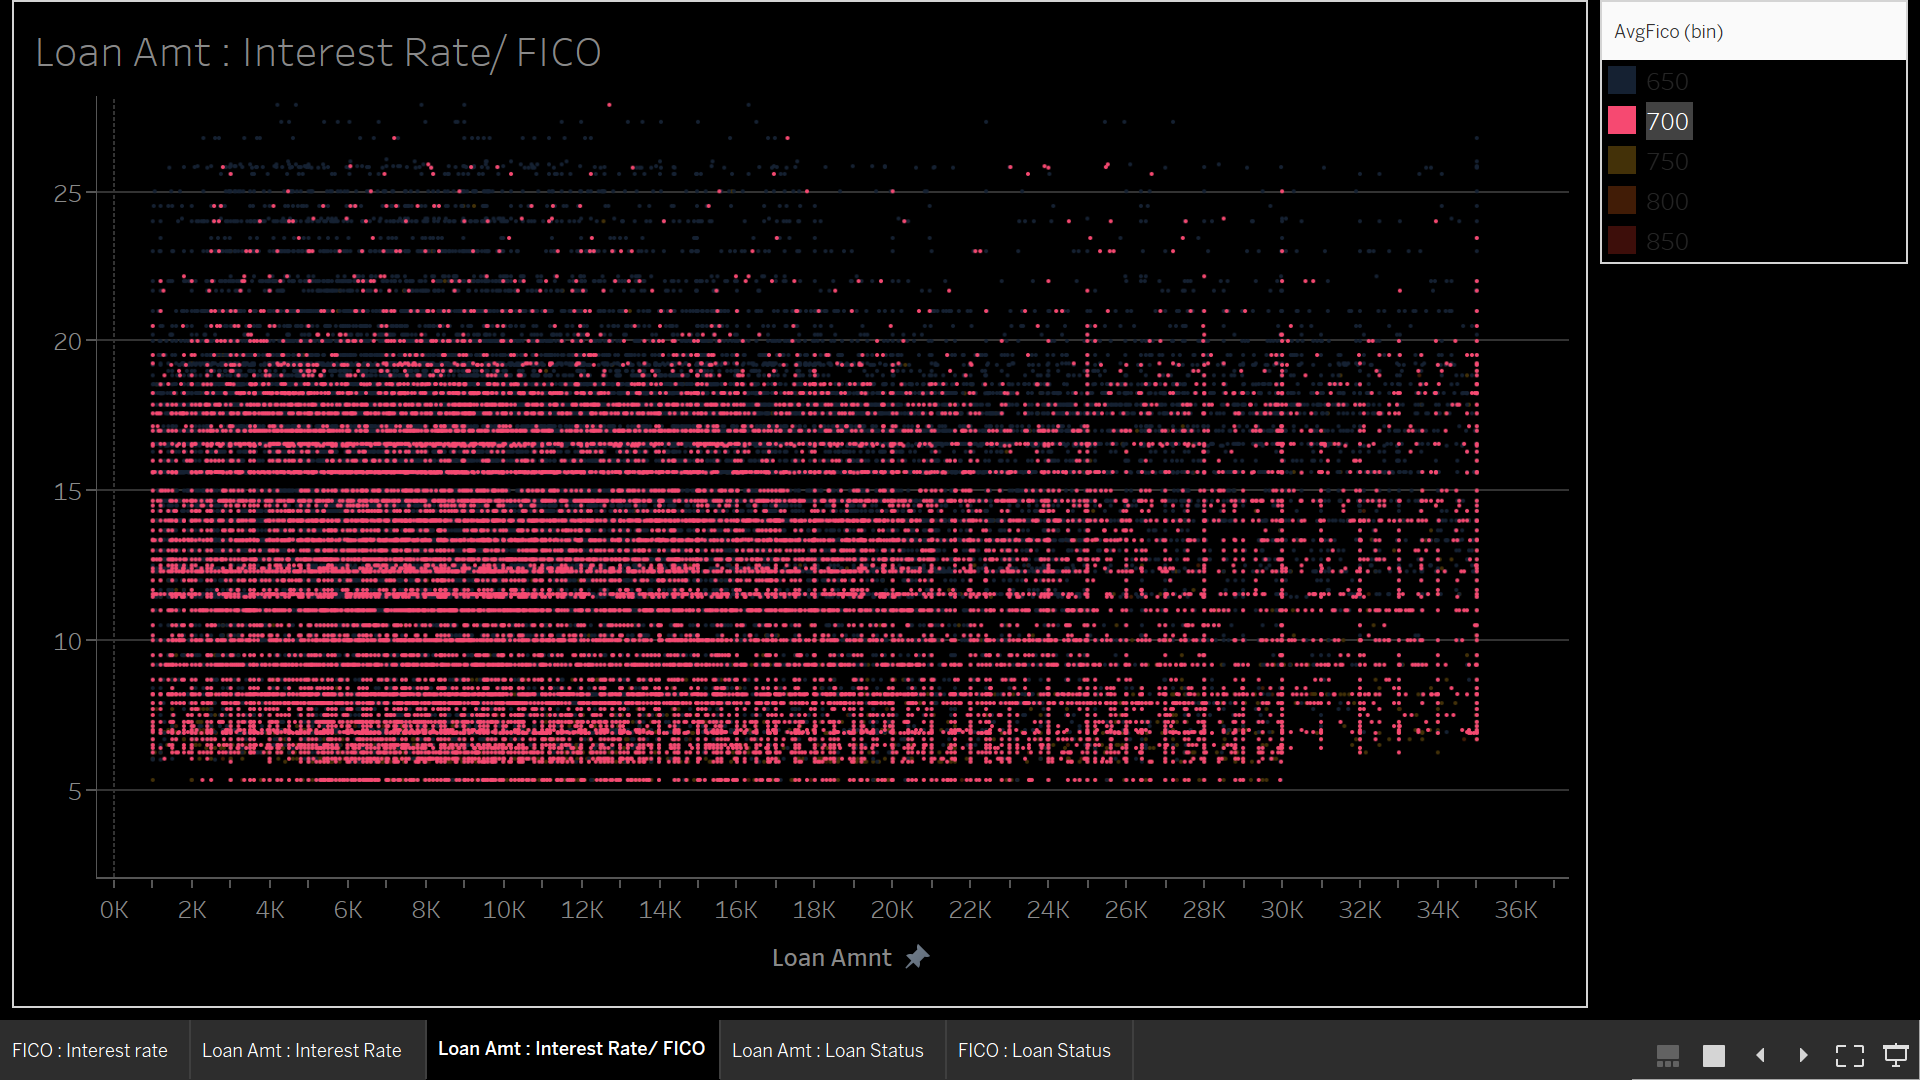 Loan Amt : Interest Rate/ FICO
AvgFico (bin)
650
700
750
800
850
25
20
15
10
5
0K 2K 4K 6K 8K 10K 12K 14K 16K 18K 20K 22K 24K 26K 28K 30K 32K 34K 36K
Loan Amnt
FICO : Interest rate Loan Amt : Interest Rate Loan Amt : Interest Rate/ FICO Loan Amt : Loan Status FICO : Loan Status